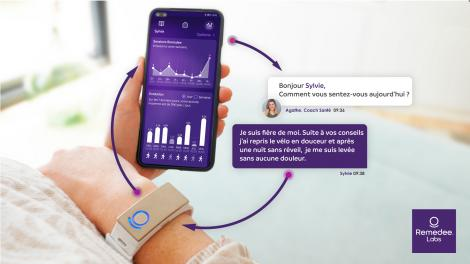 Sylvie
Bonjour Sylvie,
Comment vous sentez-vous aujourd'hui ?
Agathe, Coach Santé 09:36
Je suis fière de moi. Suite à vos conseils
j'ai repris le vélo en douceur et après
une nuit sans réveil, je me suis levée
sans aucune douleur.
Sylvie 09:38
Remedee
Labs